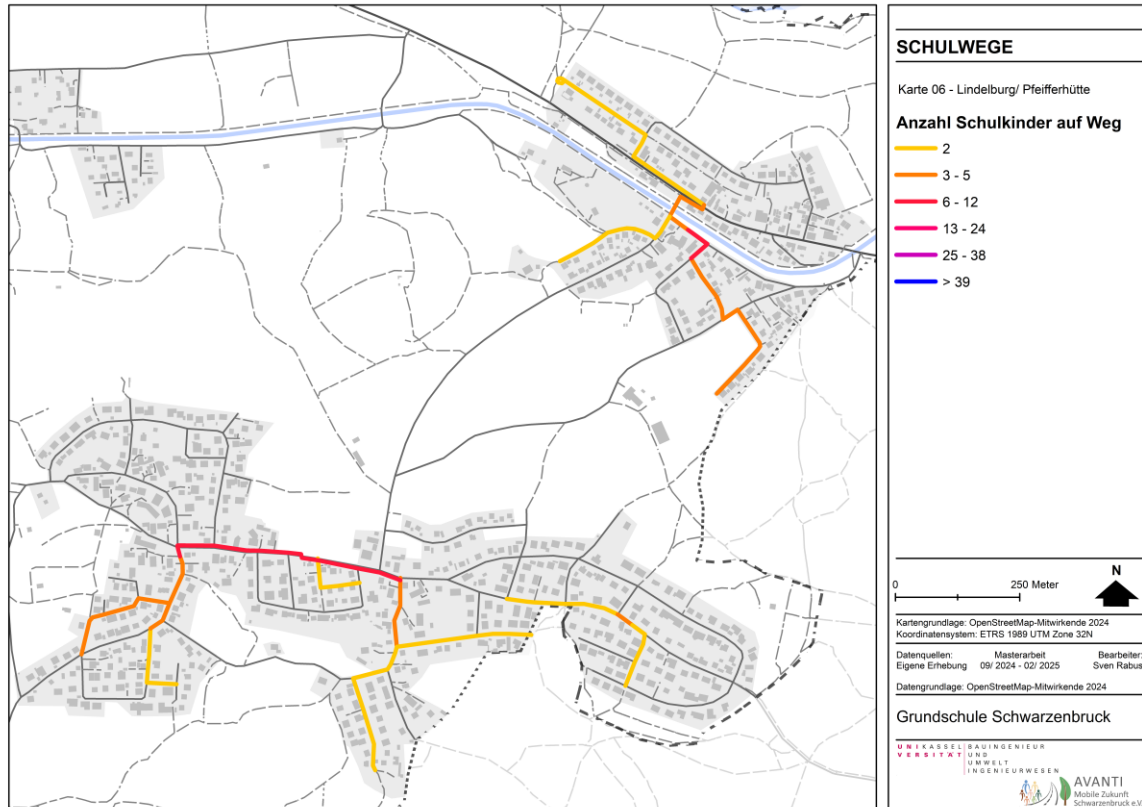 SCHULWEGE
Karte 06 - Lindelburg/ Pfeifferhütte
Anzahl Schulkinder auf Weg
2
3 - 5
6 - 12
13 - 24
25 - 38
> 39
N
0 250 Meter
Kartengrundlage: OpenStreetMap-Mitwirkende 2024
Koordinatensystem: ETRS 1989 UTM Zone 32N
Datenquellen: Masterarbeit Bearbeiter:
Eigene Erhebung 09/ 2024 - 02/ 2025 Sven Rabus
Datengrundlage: OpenStreetMap-Mitwirkende 2024
Grundschule Schwarzenbruck
UNIKASSEL BAUINGENIEUR
VERSITÄT UND
UMWELT
INGENIEURWESEN
AVANTI
Mobile Zukunft
Schwarzenbruck e.V.